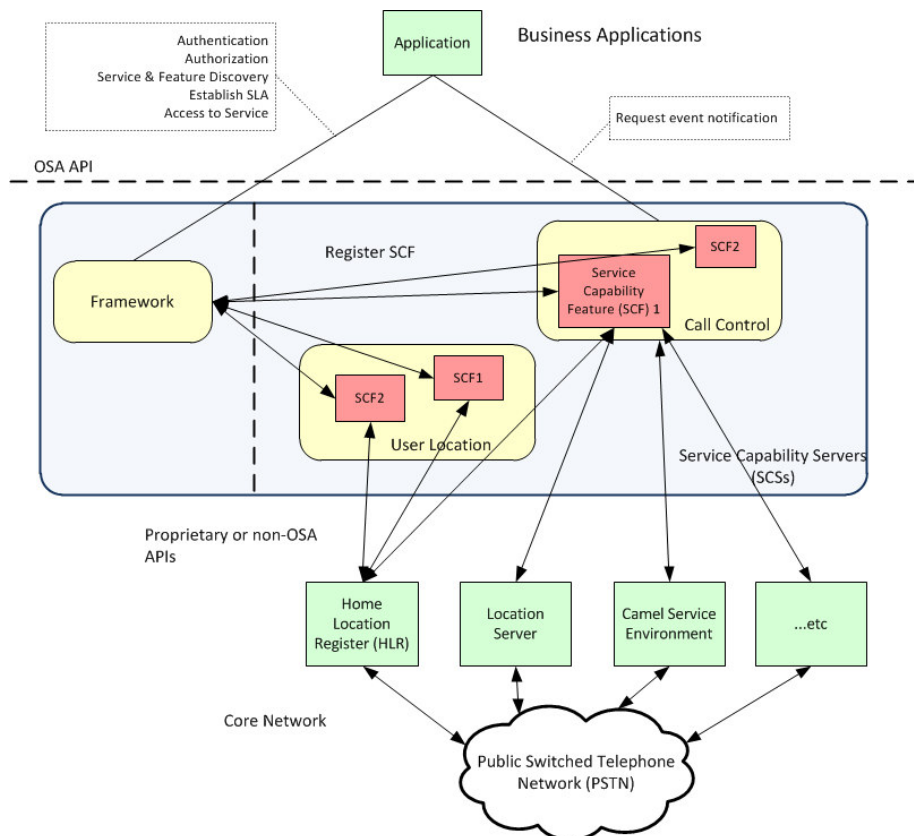 Authentication
Authorization
Service & Feature Discovery
Establish SLA
Access to Service
Application
Business Applications
Request event notification
OSA API
Register SCF
Framework
SCF2
Service
Capability
Feature (SCF) 1
Call Control
SCF2
SCF1
User Location
Service Capability Servers
(SCSs)
Proprietary or non-OSA
APIs
Home
Location
Register (HLR)
Location
Server
Camel Service
Environment
...etc
Core Network
Public Switched Telephone
Network (PSTN)